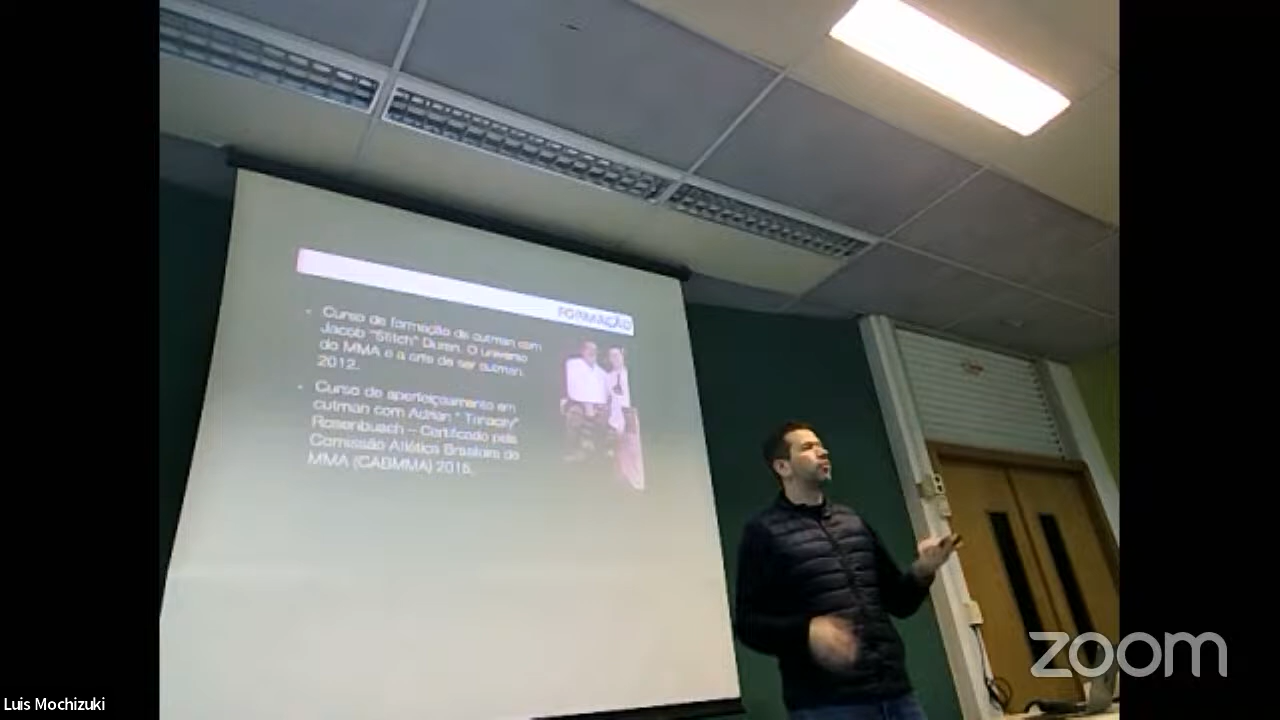 FORMAÇÃO
Curso de formação de cutman com
Jacob "Stitch" Duran. O universo
do MMA e a arte de ser cutman.
2012.
Curso de aperfeiçoamento em
cutman com Adrian " Tenacity"
Rosenbusch – Certificado pela
Comissão Atlética Brasileira de
MMA (CABMMA) 2015.
zoom
Luis Mochizuki